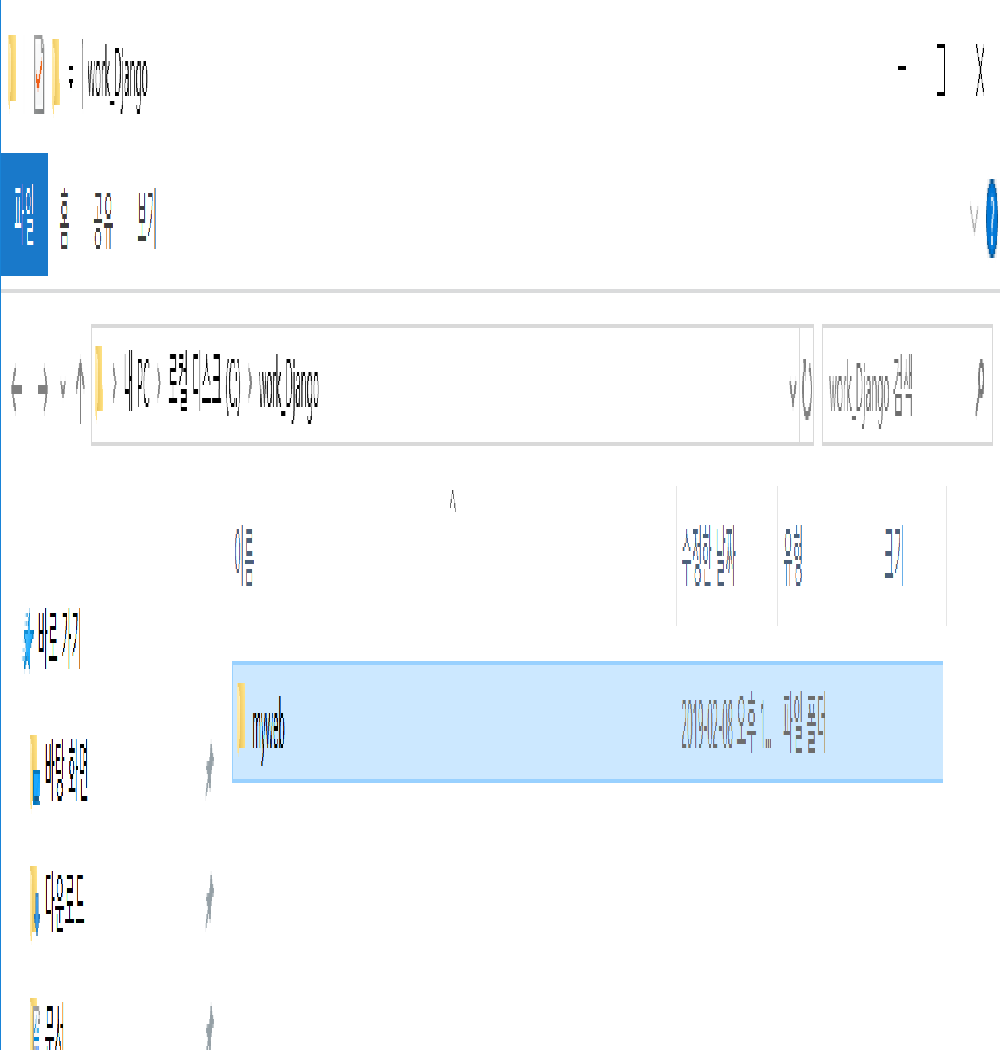 work_Django
파일 홈 공유 보기
내 PC 로컬 디스크 (C:) work_Django
work_Django 검색
이름 수정한 날짜 유형 크기
바로 가기
myweb 2019-02-08 오후 1... 파일 폴더
바탕 화면
다운로드
문서